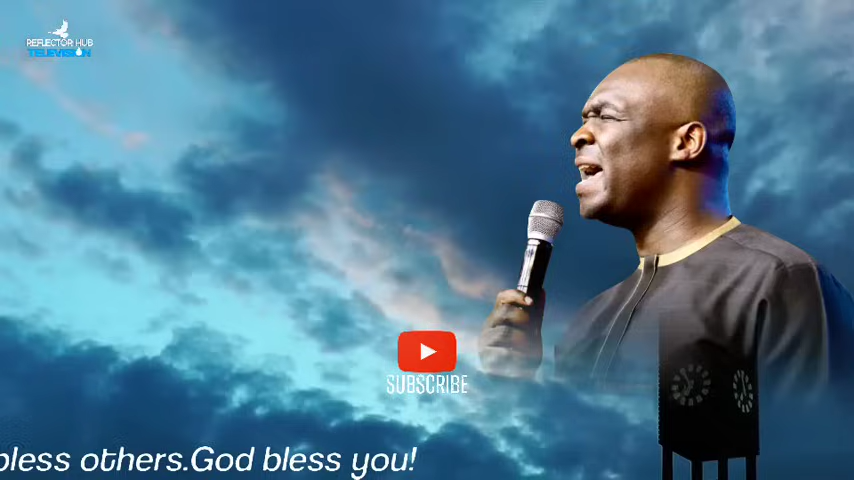 REFLECTOR HUB
TELEVISION
SUBSCRIBE
bless others.God bless you!